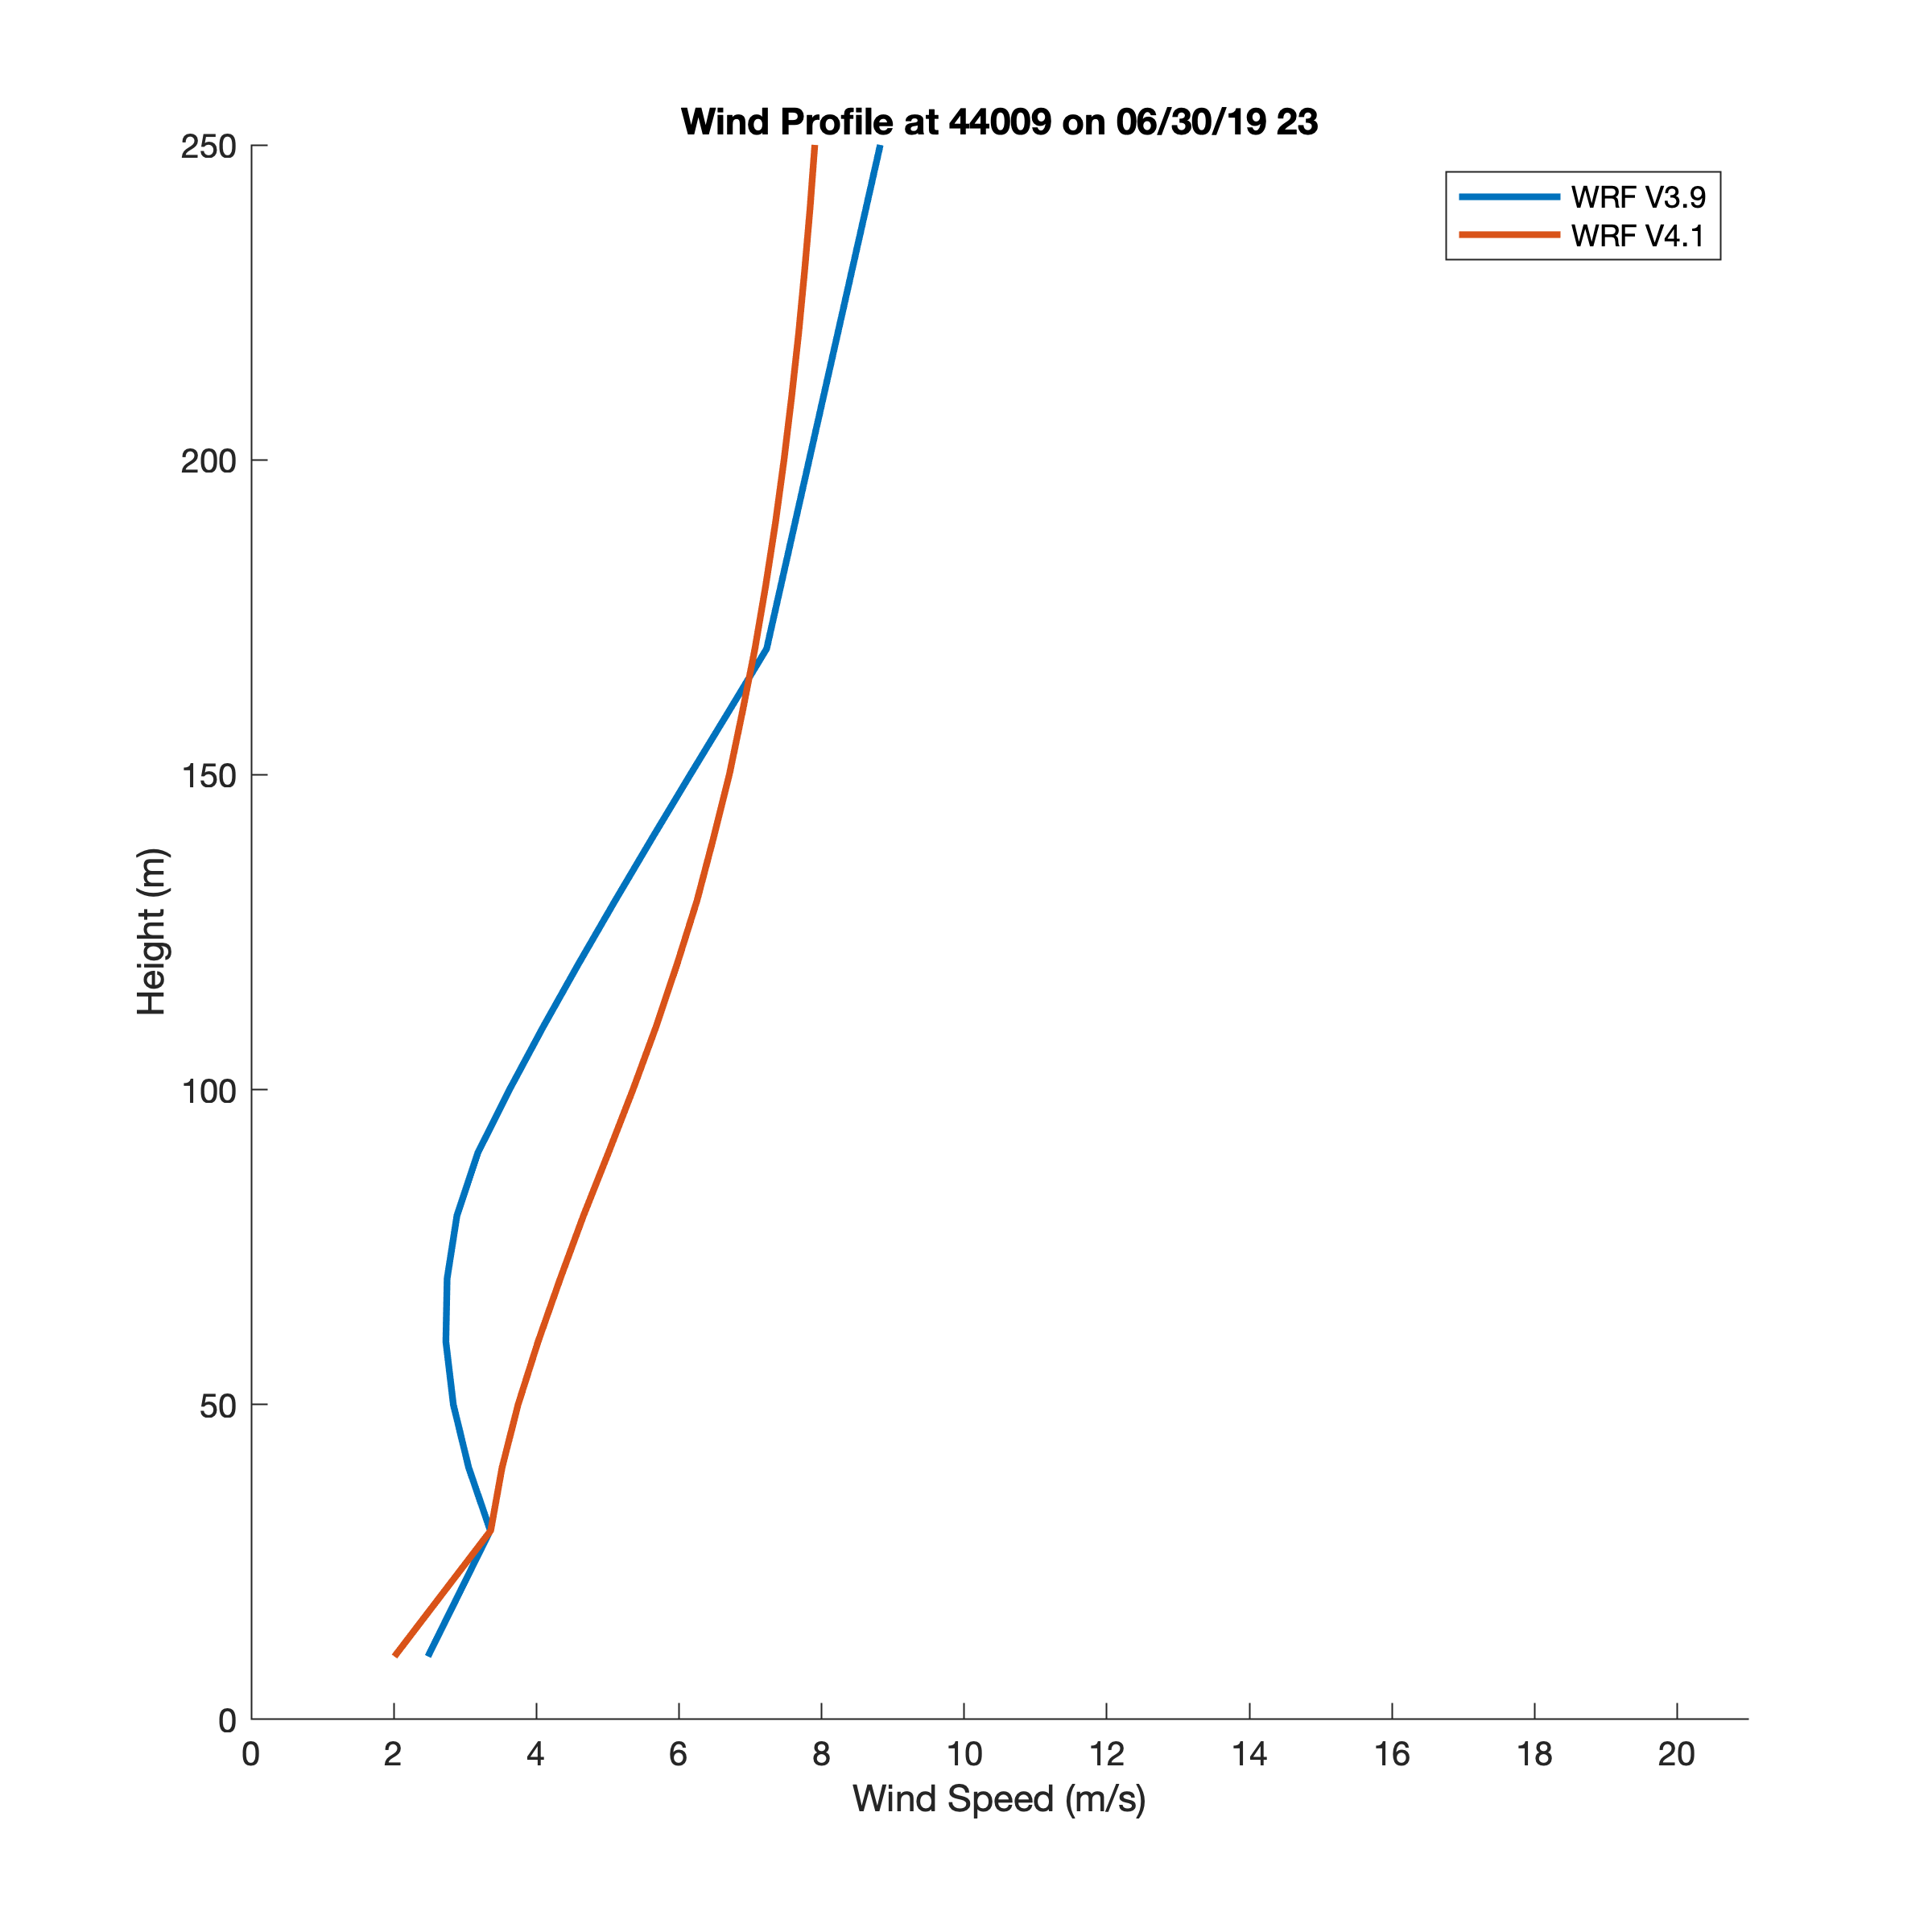 Wind Profile at 44009 on 06/30/19 23
WRF V3.9
WRF V4.1
250
200
150
100
50
0
Height (m)
0 2 4 6 8 10 12 14 16 18 20
Wind Speed (m/s)